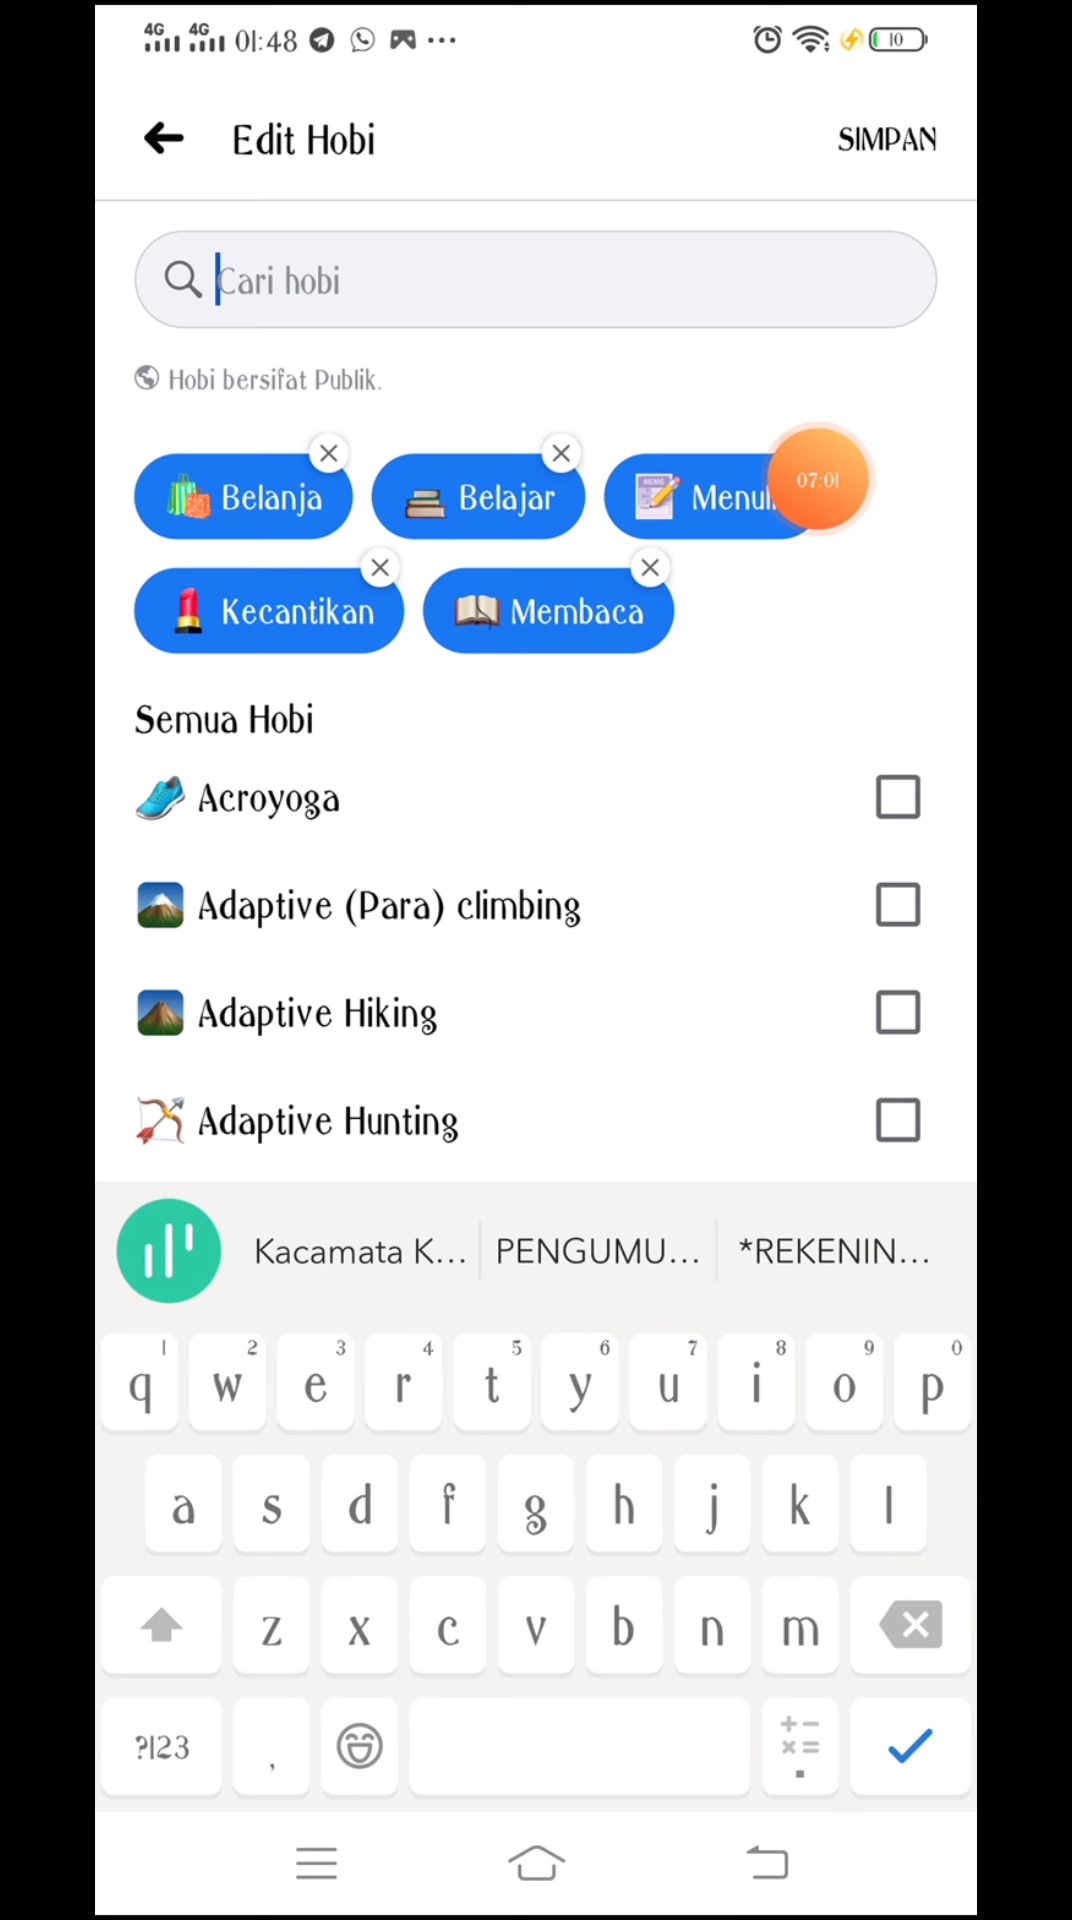 4G 4G 01:48 10
Edit Hobi SIMPAN
Cari hobi
Hobi bersifat Publik.
Belanja Belajar 07:01
Kecantikan Membaca
Semua Hobi
Acroyoga
Adaptive (Para) climbing
Adaptive Hiking
Adaptive Hunting
Kacamata K... PENGUMU... *REKENIN...
1 2 3 4 5 6 7 8 9 0
q w e r t y u i o p
a s d f g h j k l
z x c v b n m
?123 ,